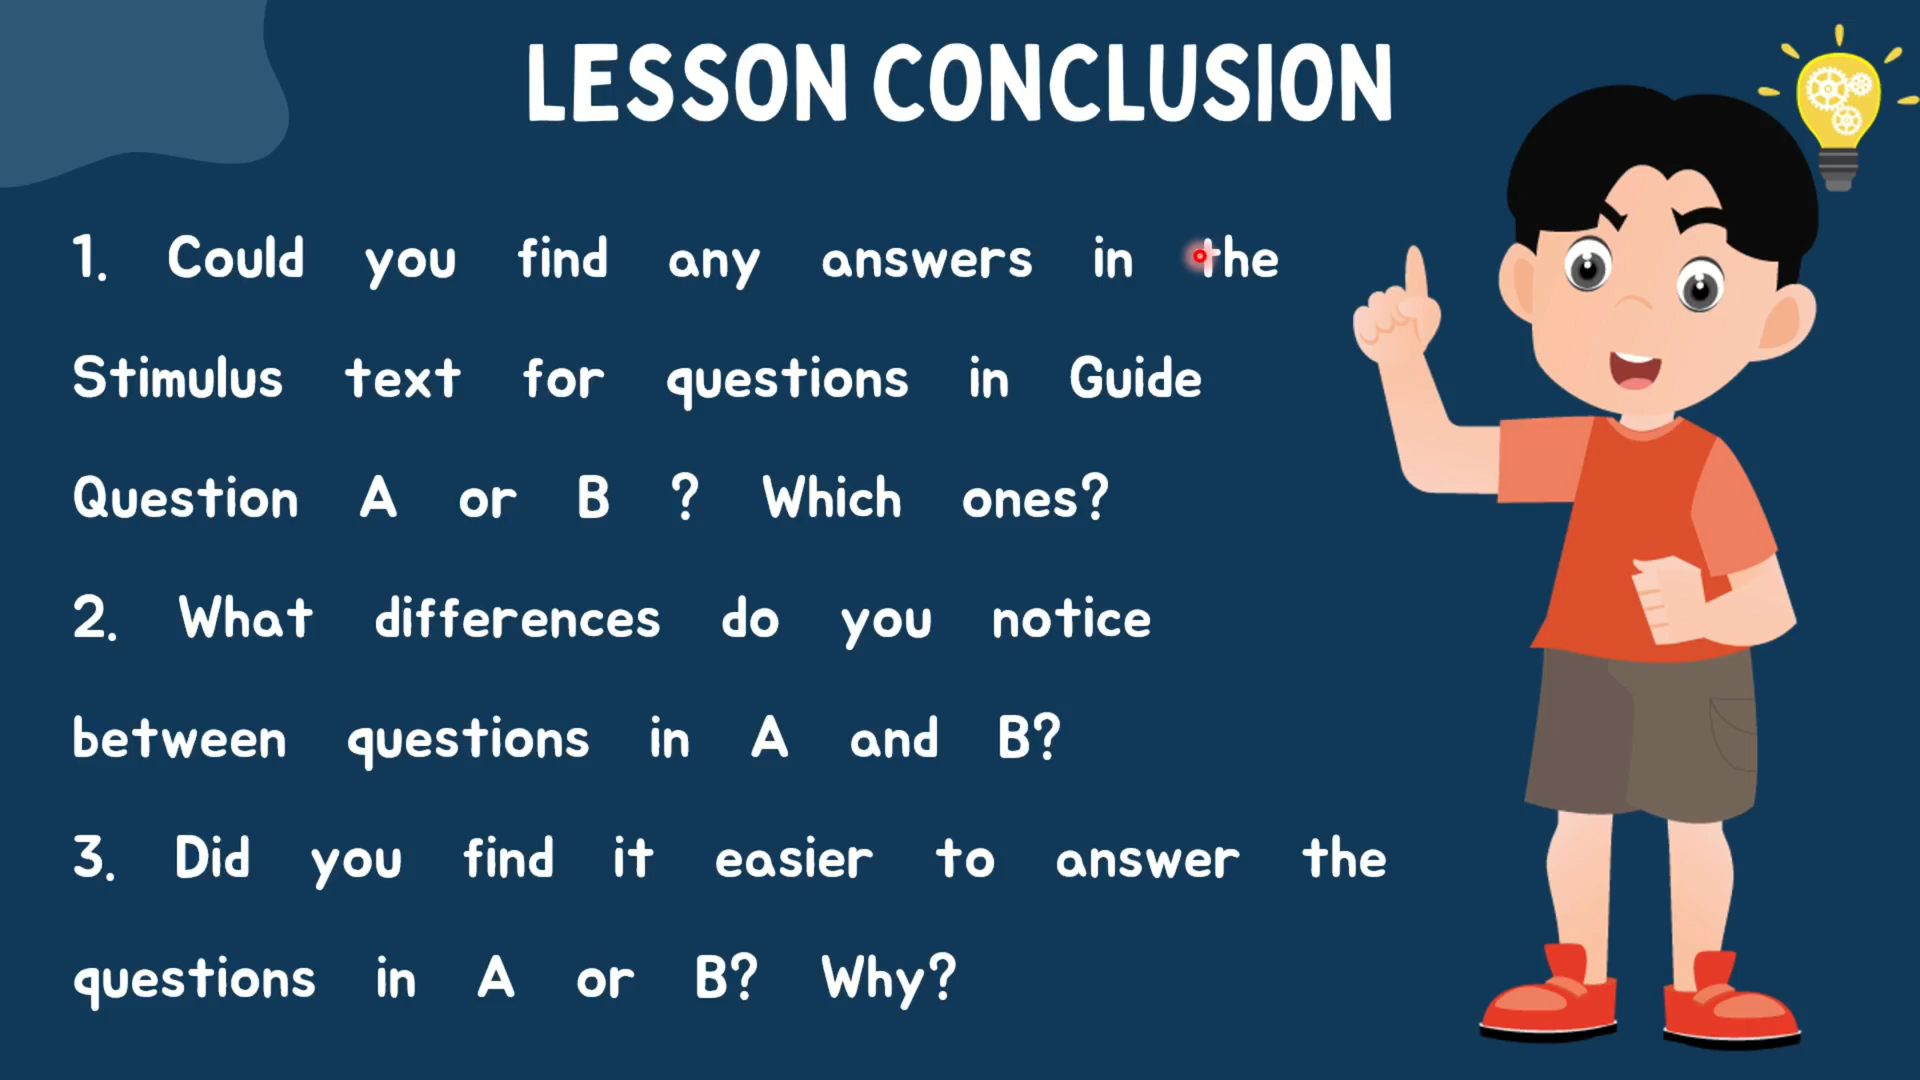 LESSON CONCLUSION
1. Could you find any answers in the
Stimulus text for questions in Guide
Question A or B ? Which ones?
2. What differences do you notice
between questions in A and B?
3. Did you find it easier to answer the
questions in A or B? Why?